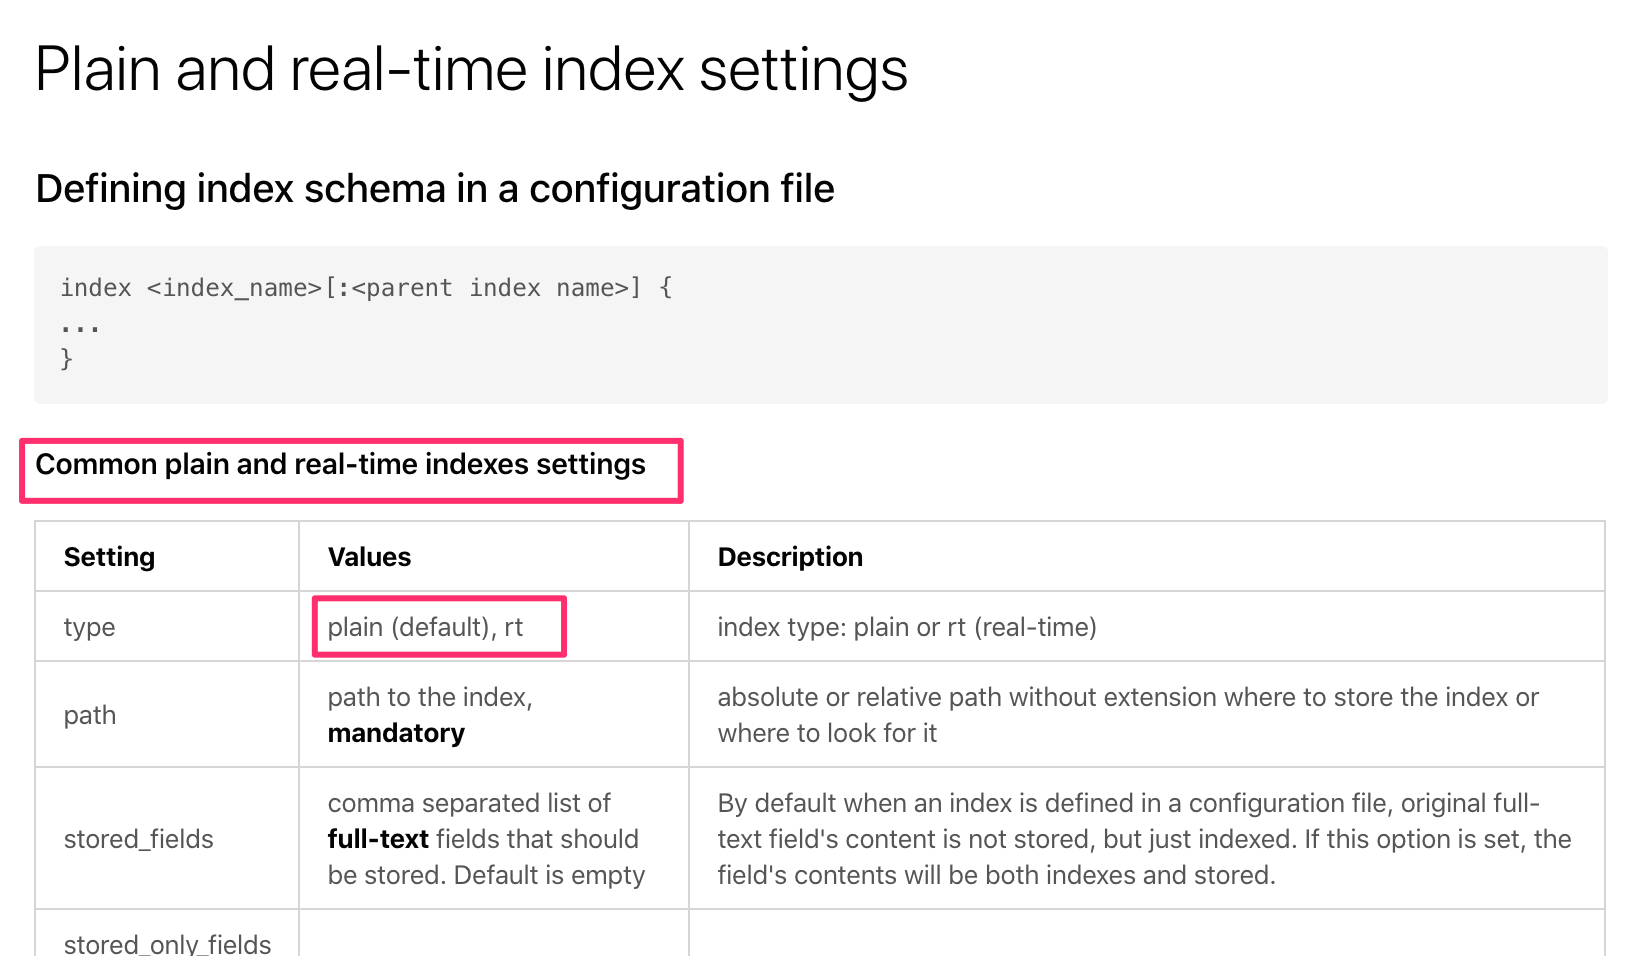 Plain and real-time index settings
Defining index schema in a configuration file
index <index_name>[:<parent index name>] {
...
}
Common plain and real-time indexes settings
Setting Values Description
type plain (default), rt index type: plain or rt (real-time)
path
path to the index,
mandatory
absolute or relative path without extension where to store the index or
where to look for it
stored_fields
comma separated list of
full-text fields that should
be stored. Default is empty
By default when an index is defined in a configuration file, original full-
text field's content is not stored, but just indexed. If this option is set, the
field's contents will be both indexes and stored.
stored_only_fields